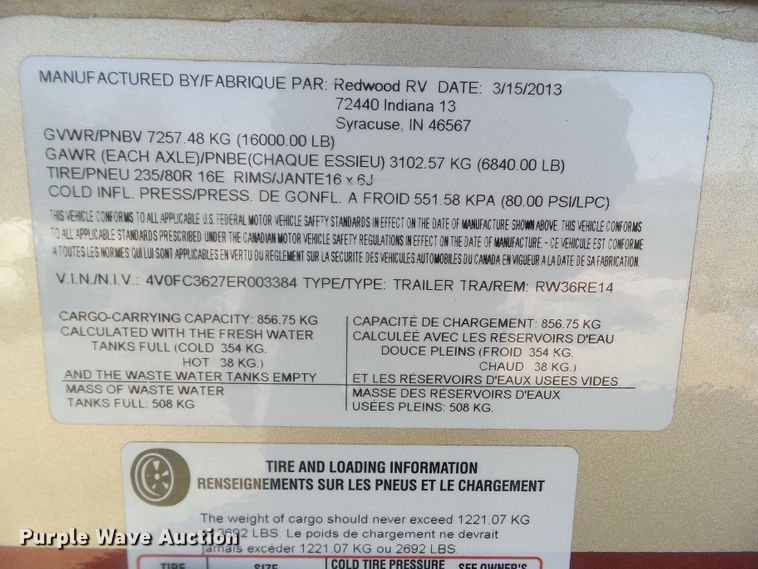 MANUFACTURED BY/FABRIQUE PAR: Redwood RV DATE: 3/15/2013
72440 Indiana 13
Syracuse, IN 46567
GVWR/PNBV 7257.48 KG (16000.00 LB)
GAWR (EACH AXLE)/PNBE(CHAQUE ESSIEU) 3102.57 KG (6840.00 LB)
TIRE/PNEU 235/80R 16E RIMS/JANTE16 x 6J
COLD INFL. PRESS/PRESS. DE GONFL. A FROID 551.58 KPA (80.00 PSI/LPC)
THIS VEHICLE CONFORMS TO ALL APPLICABLE U.S. FEDERAL MOTOR VEHICLE SAFETY STANDARDS IN EFFECT ON THE DATE OF MANUFACTURE SHOWN ABOVE. THIS VEHICLE CONFORMS
TO ALL APPLICABLE STANDARDS PRESCRIBED UNDER THE CANADIAN MOTOR VEHICLE SAFETY REGULATIONS IN EFFECT ON THE DATE OF MANUFACTURE. - CE VEHICULE EST CONFORME
A TOUTES LES NORMES QUI LUI SONT APPLICABLES EN VERTU DU REGLEMENT SUR LA SECURITE DES VEHICULES AUTOMOBILES DU CANADA EN VIGUEUR A LA DATE DE SA FABRICATION.
V.I.N./N.I.V.: 4V0FC3627ER003384 TYPE/TYPE: TRAILER TRA/REM: RW36RE14
CARGO-CARRYING CAPACITY: 856.75 KG
CALCULATED WITH THE FRESH WATER
TANKS FULL (COLD 354 KG.
HOT 38 KG.)
AND THE WASTE WATER TANKS EMPTY
MASS OF WASTE WATER
TANKS FULL: 508 KG
CAPACITÉ DE CHARGEMENT: 856.75 KG
CALCULÉE AVEC LES RÉSERVOIRS D'EAU
DOUCE PLEINS (FROID 354 KG.
CHAUD 38 KG.)
ET LES RÉSERVOIRS D'EAUX USÉES VIDES
MASSE DES RÉSERVOIRS D'EAUX
USÉES PLEINS: 508 KG
TIRE AND LOADING INFORMATION
RENSEIGNEMENTS SUR LES PNEUS ET LE CHARGEMENT
The weight of cargo should never exceed 1221.07 KG
2692 LBS. Le poids de chargement ne devrait
jamais excéder 1221.07 KG ou 2692 LBS.
TIRE SIZE COLD TIRE PRESSURE SEE OWNER'S
Purple Wave Auction